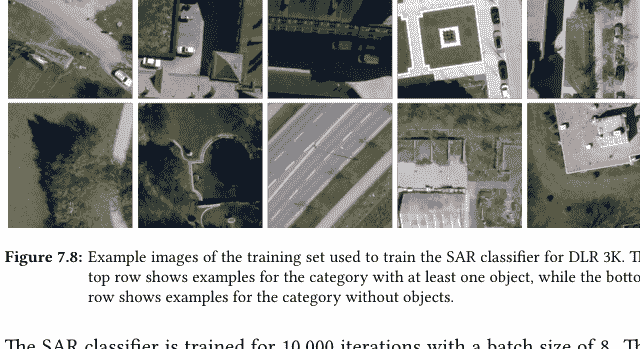 Figure 7.8: Example images of the training set used to train the SAR classifier for DLR 3K.
top row shows examples for the category with at least one object, while the
row shows examples for the category without objects.
The SAR classifier is trained for 10 000 iterations with a batch size of 8.